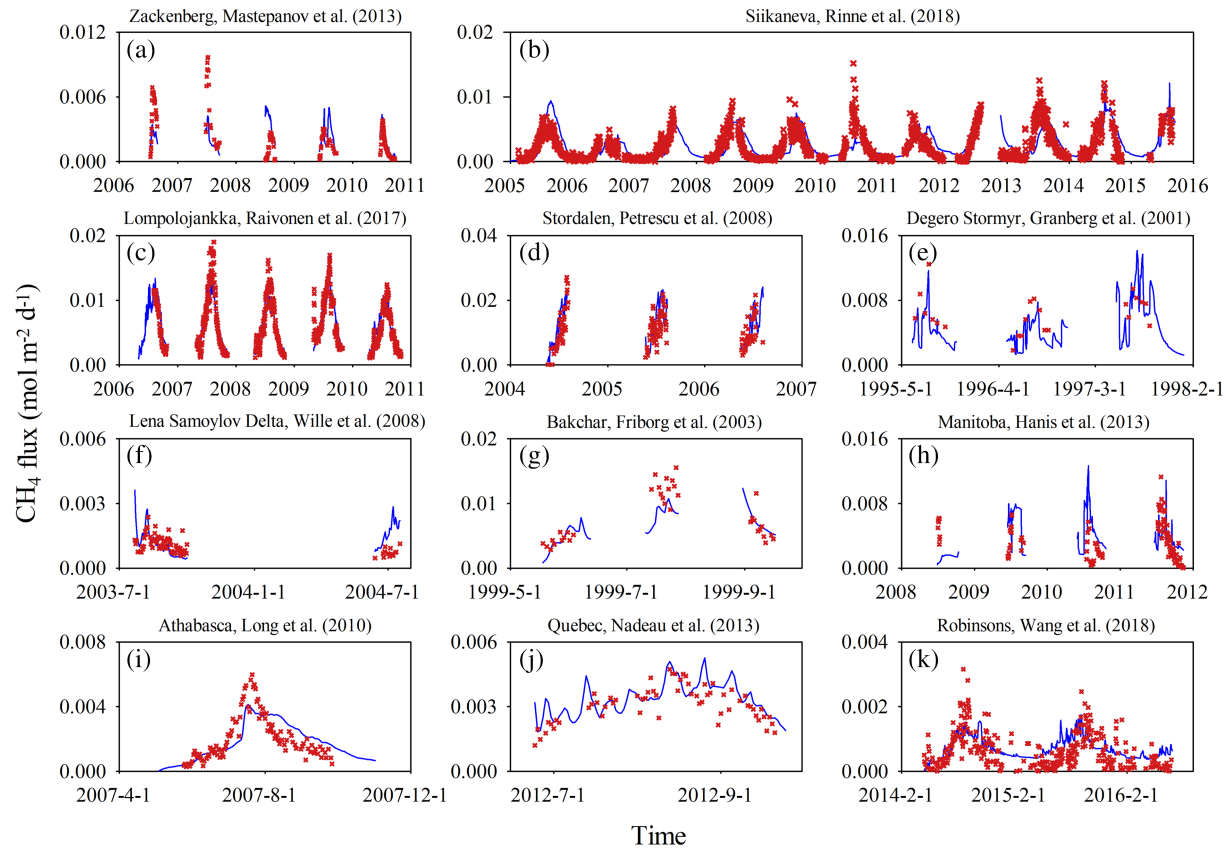 Zackenberg, Mastepanov et al. (2013)
Siikaneva, Rinne et al. (2018)
0.012
0.008
0.004
0.000
(a)
2006 2007 2008 2009 2010 2011
0.02
0.01
0.00
(b)
2005 2006 2007 2008 2009 2010 2011 2012 2013 2014 2015 2016
Lompolojankka, Raivonen et al. (2017)
Stordalen, Petrescu et al. (2008)
Degero Stormyr, Granberg et al. (2001)
0.02
0.01
0.00
(c)
2006 2007 2008 2009 2010 2011
0.04
0.02
0.00
(d)
2004 2005 2006 2007
0.016
0.008
0.000
(e)
1995-5-1 1996-4-1 1997-3-1 1998-2-1
CH4 flux (mol m-2 d-1)
Lena Samoylov Delta, Wille et al. (2008)
Bakchar, Friborg et al. (2003)
Manitoba, Hanis et al. (2013)
0.006
0.003
0.000
(f)
2003-7-1 2004-1-1 2004-7-1
0.02
0.01
0.00
(g)
1999-5-1 1999-7-1 1999-9-1
0.016
0.008
0.000
(h)
2008 2009 2010 2011 2012
Athabasca, Long et al. (2010)
Quebec, Nadeau et al. (2013)
Robinsons, Wang et al. (2018)
0.008
0.004
0.000
(i)
2007-4-1 2007-8-1 2007-12-1
0.006
0.003
0.000
(j)
2012-7-1 2012-9-1
0.004
0.002
0.000
(k)
2014-2-1 2015-2-1 2016-2-1
Time